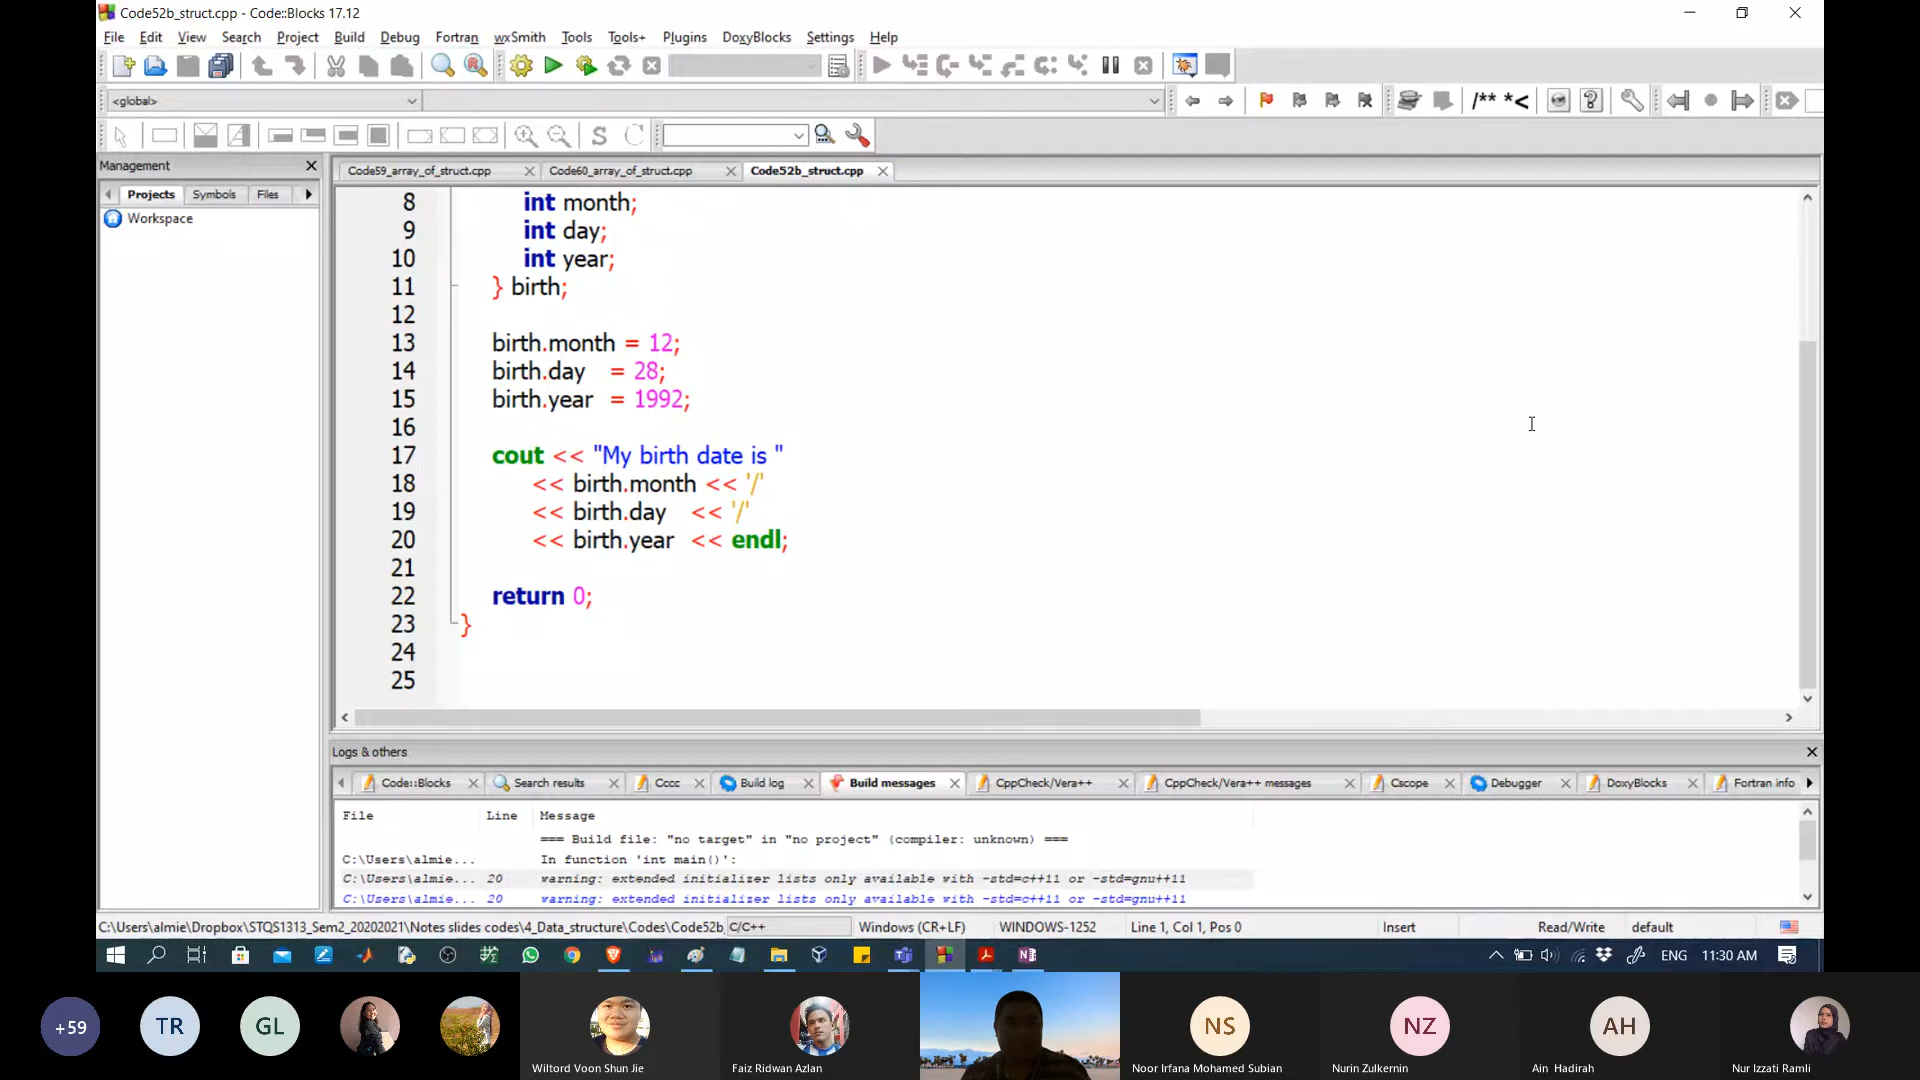 Code52b_struct.cpp - Code::Blocks 17.12
File Edit View Search Project Build Debug Fortran wxSmith Tools Tools+ Plugins DoxyBlocks Settings Help
<global>
/** *<
S C
Management
Projects Symbols Files
Workspace
Code59_array_of_struct.cpp Code60_array_of_struct.cpp Code52b_struct.cpp
8 int month;
9 int day;
10 int year;
11 } birth;
12
13 birth.month = 12;
14 birth.day = 28;
15 birth.year = 1992;
16
17 cout << "My birth date is "
18 << birth.month << '/'
19 << birth.day << '/'
20 << birth.year << endl;
21
22 return 0;
23 }
24
25
Logs & others
Code::Blocks Search results Cccc Build log Build messages CppCheck/Vera++ CppCheck/Vera++ messages Cscope Debugger DoxyBlocks Fortran info
File Line Message
=== Build file: "no target" in "no project" (compiler: unknown) ===
C:\Users\almie... In function 'int main()':
C:\Users\almie... 20 warning: extended initializer lists only available with -std=c++11 or -std=gnu++11
C:\Users\almie... 20 warning: extended initializer lists only available with -std=c++11 or -std=gnu++11
C:\Users\almie\Dropbox\STQS1313_Sem2_20202021\Notes slides codes\4_Data_structure\Codes\Code52b_ C/C++ Windows (CR+LF) WINDOWS-1252 Line 1, Col 1, Pos 0 Insert Read/Write default
ENG 11:30 AM
+59 TR GL NS NZ AH
Wiltord Voon Shun Jie Faiz Ridwan Azlan Noor Irfana Mohamed Subian Nurin Zulkernin Ain Hadirah Nur Izzati Ramli